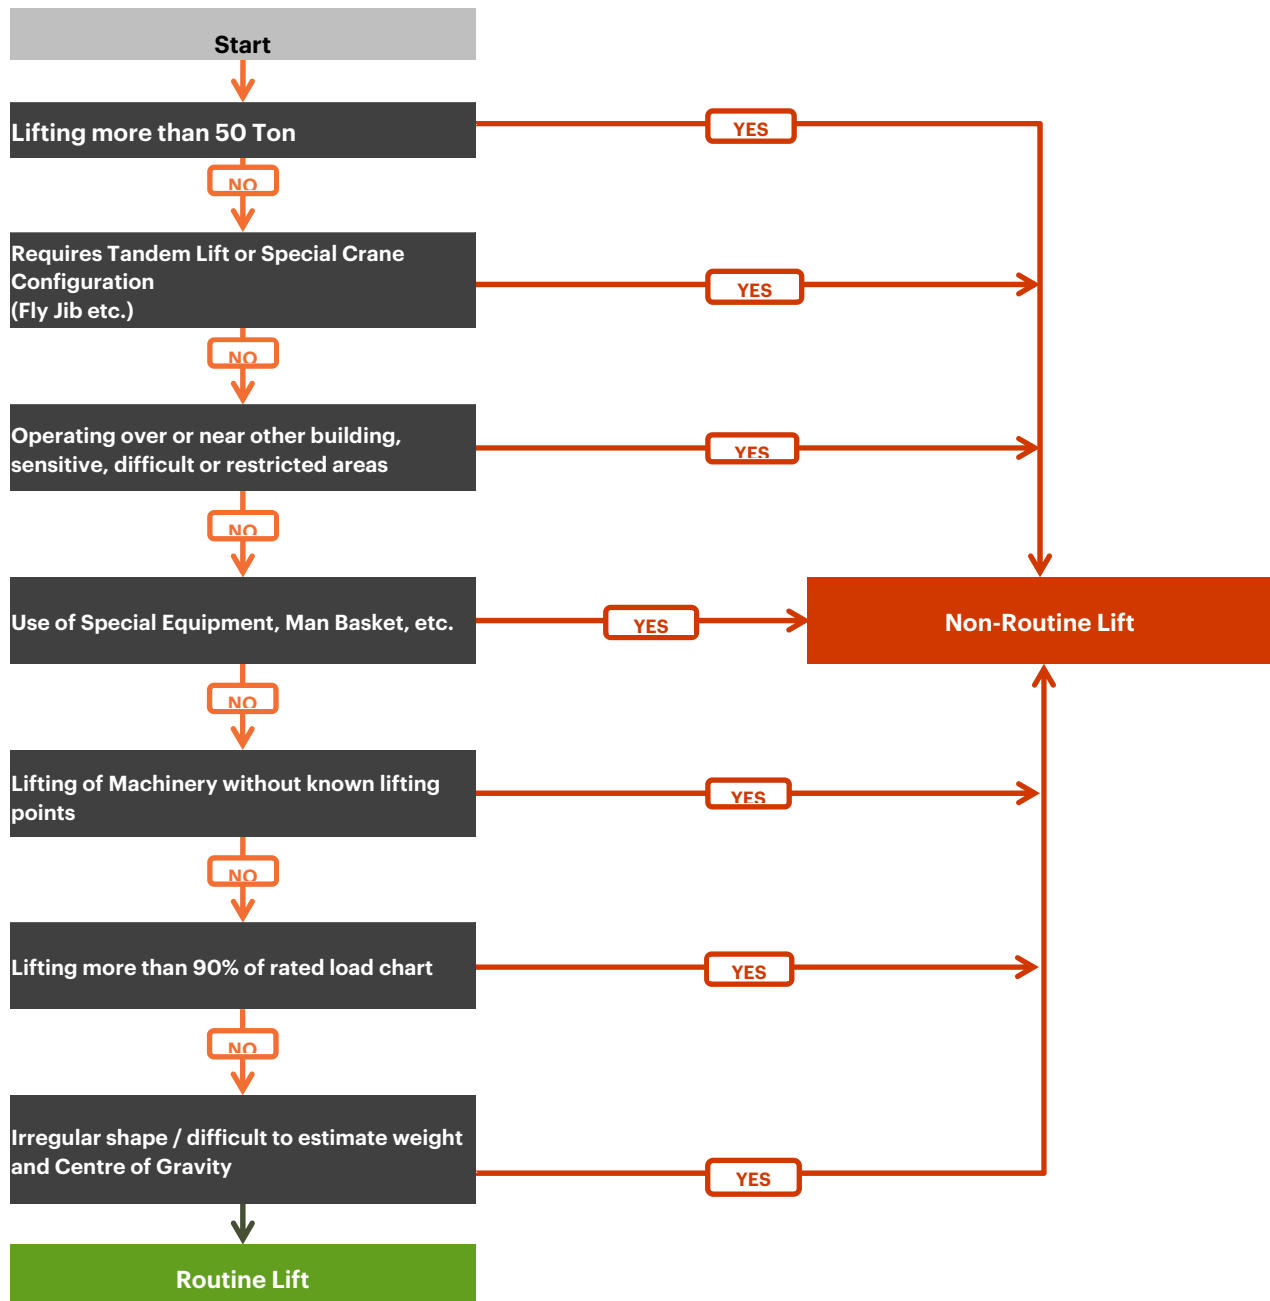 Start
Lifting more than 50 Ton
YES
NO
Requires Tandem Lift or Special Crane
Configuration
(Fly Jib etc.)
YES
NO
Operating over or near other building,
sensitive, difficult or restricted areas
YES
NO
Use of Special Equipment, Man Basket, etc.
YES
Non-Routine Lift
NO
Lifting of Machinery without known lifting
points
YES
NO
Lifting more than 90% of rated load chart
YES
NO
Irregular shape / difficult to estimate weight
and Centre of Gravity
YES
Routine Lift